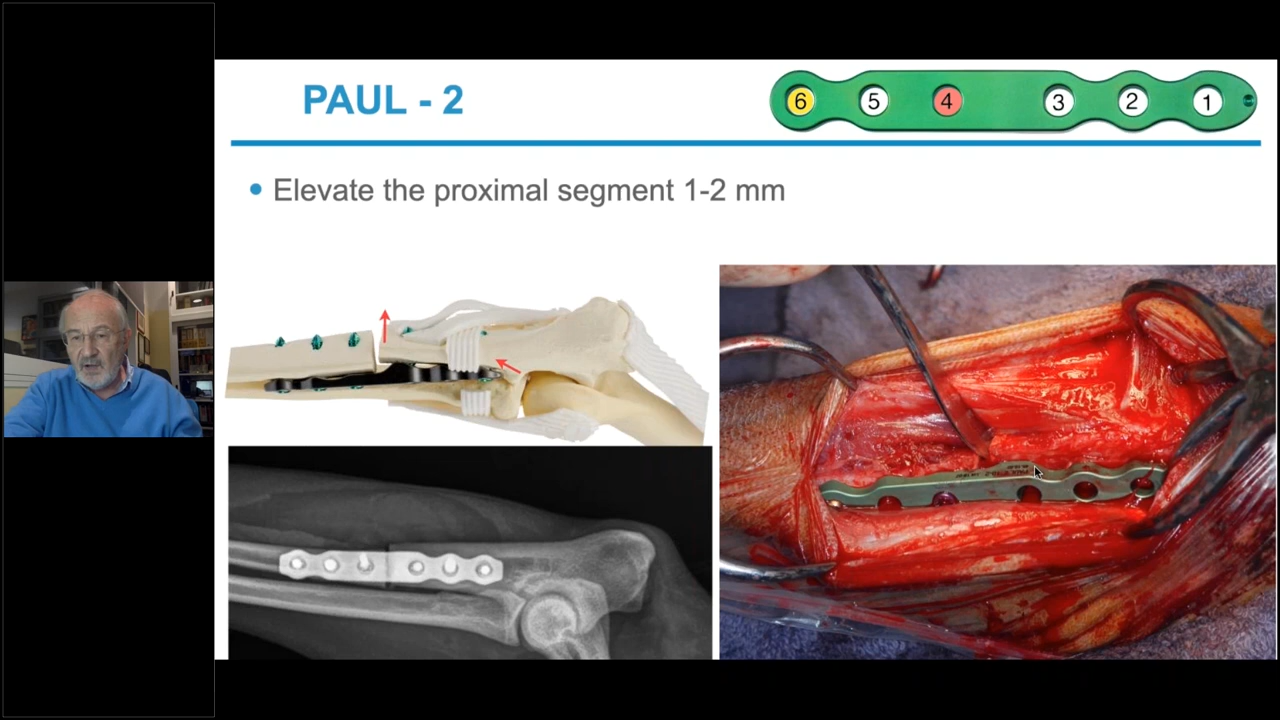 PAUL - 2
6 5 4 3 2 1
• Elevate the proximal segment 1-2 mm